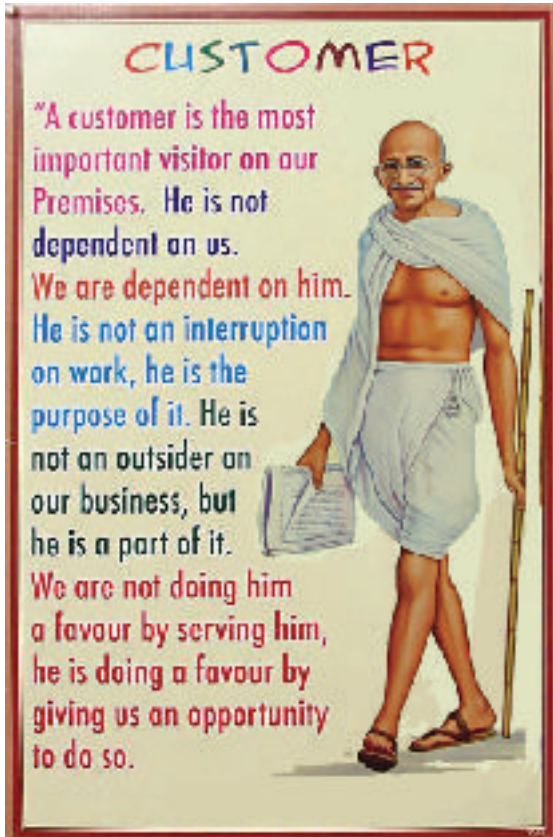 CUSTOMER
"A customer is the most
important visitor on our
Premises. He is not
dependent on us.
We are dependent on him.
He is not an interruption
on work, he is the
purpose of it. He is
not an outsider on
our business, but
he is a part of it.
We are not doing him
a favour by serving him,
he is doing a favour by
giving us an opportunity
to do so.